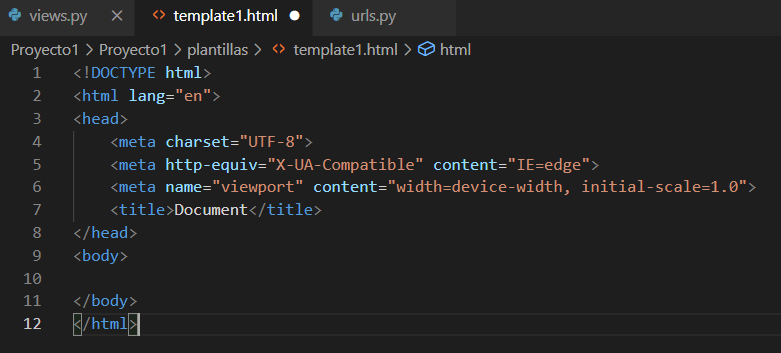 views.py template1.html urls.py
Proyecto1 > Proyecto1 > plantillas > template1.html > html
1 <!DOCTYPE html>
2 <html lang="en">
3 <head>
4     <meta charset="UTF-8">
5     <meta http-equiv="X-UA-Compatible" content="IE=edge">
6     <meta name="viewport" content="width=device-width, initial-scale=1.0">
7     <title>Document</title>
8 </head>
9 <body>
10
11 </body>
12 </html>